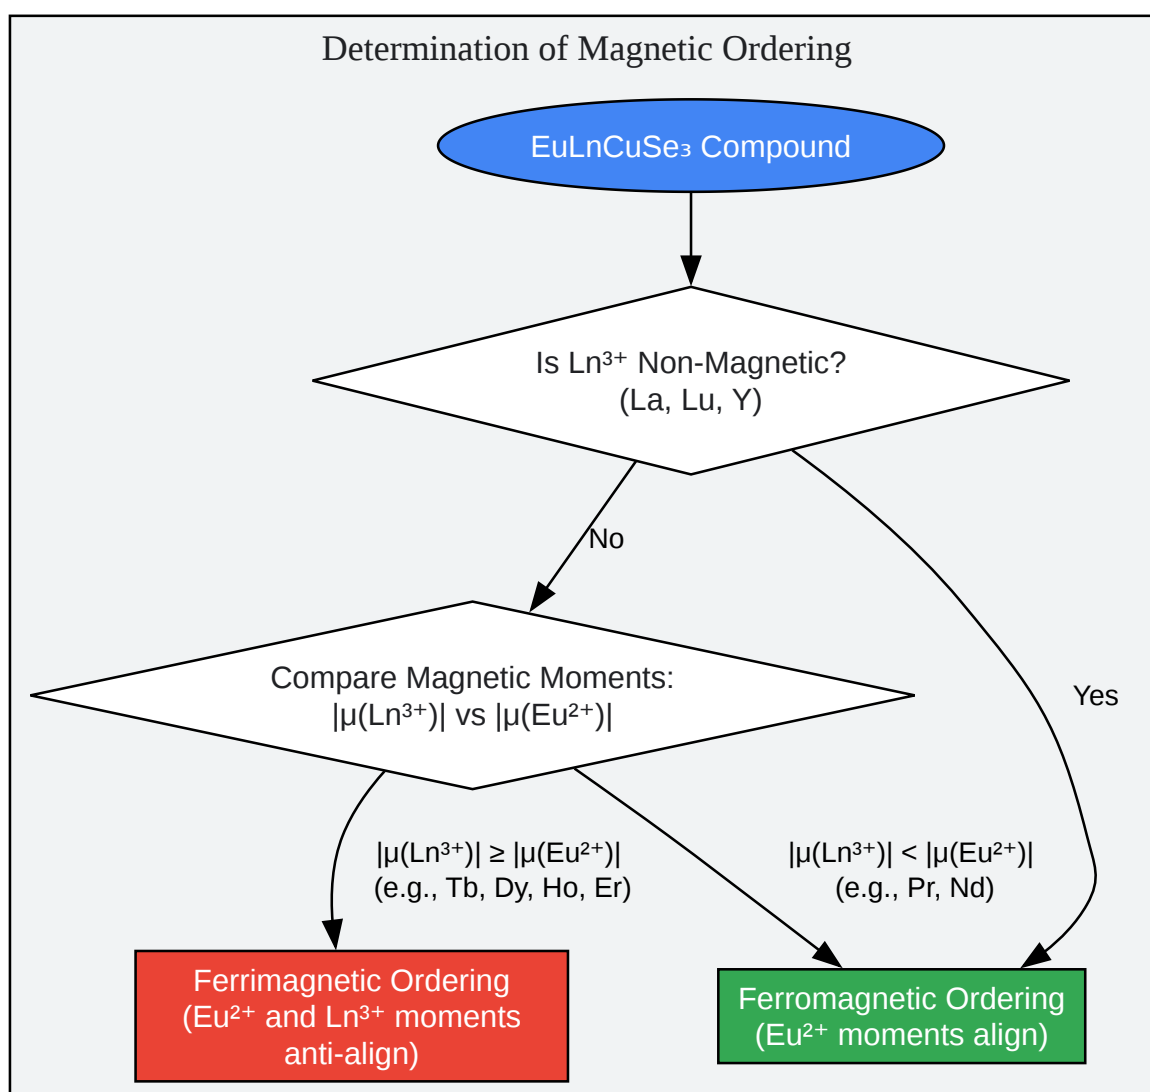 Determination of Magnetic Ordering
EuLnCuSe₃ Compound
Is Ln³⁺ Non-Magnetic?
(La, Lu, Y)
No
Compare Magnetic Moments:
|μ(Ln³⁺)| vs |μ(Eu²⁺)|
Yes
|μ(Ln³⁺)| ≥ |μ(Eu²⁺)|
(e.g., Tb, Dy, Ho, Er)
|μ(Ln³⁺)| < |μ(Eu²⁺)|
(e.g., Pr, Nd)
Ferrimagnetic Ordering
(Eu²⁺ and Ln³⁺ moments
anti-align)
Ferromagnetic Ordering
(Eu²⁺ moments align)